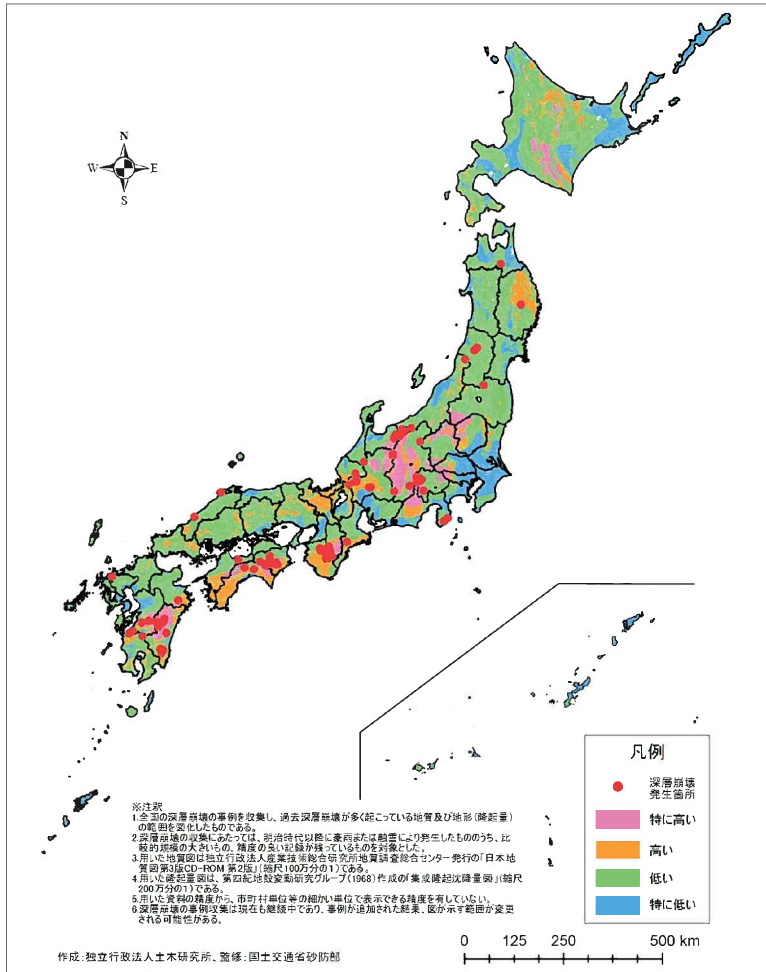 N
W E
S
凡例
深層崩壊
発生箇所
特に高い
高い
低い
特に低い
※注釈
1.全国の深層崩壊の事例を収集し、過去深層崩壊が多く起こっている地質及び地形(隆起量)
の範囲を図化したものである。
2.深層崩壊の収集にあたっては、明治時代以降に豪雨または融雪により発生したもののうち、比
較的規模の大きいもの、精度の良い記録が残っているものを対象とした。
3.用いた地質図は独立行政法人産業技術総合研究所地質調査総合センター発行の「日本地
質図第3版CD-ROM 第2版」(縮尺100万分の1)である。
4.用いた隆起量図は、第四紀地殻変動研究グループ(1968)作成の「集成隆起沈降量図」(縮尺
200万分の1)である。
5.用いた資料の精度から、市町村単位等の細かい単位で表示できる精度を有していない。
6.深層崩壊の事例収集は現在も継続中であり、事例が追加された結果、図が示す範囲が変更
される可能性がある。
作成:独立行政法人土木研究所、監修:国土交通省砂防部
0 125 250 500 km